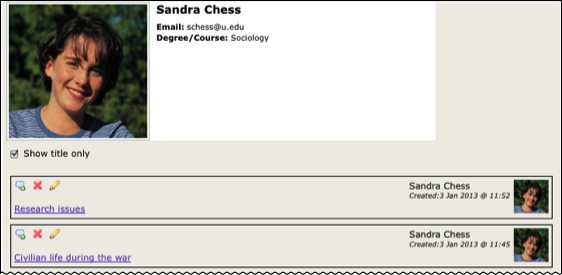 Sandra Chess
Email: schess@u.edu
Degree/Course: Sociology
Show title only
Sandra Chess
Created:3 Jan 2013 @ 11:52
Research issues
Sandra Chess
Created:3 Jan 2013 @ 11:45
Civilian life during the war